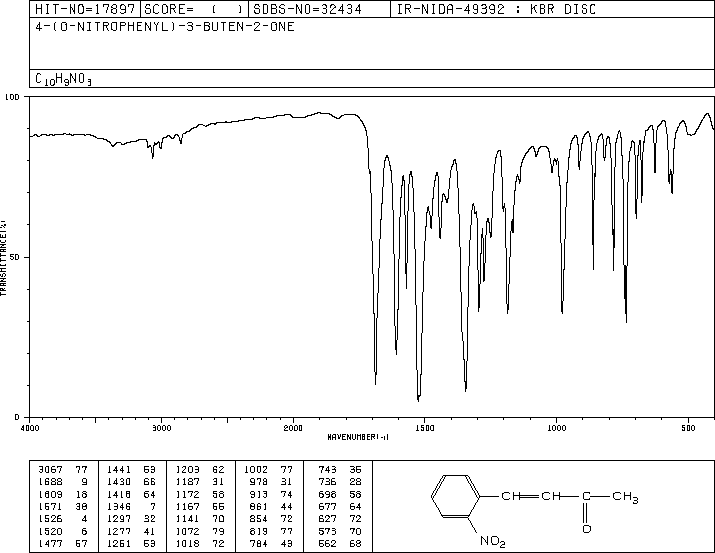 HIT-NO=17897 SCORE= ( ) SDBS-NO=32434 IR-NIDA-49392 : KBR DISC
4-(O-NITROPHENYL)-3-BUTEN-2-ONE
C10H9NO3
100
50
0
TRANSMITTANCE(%)
4000 3000 2000 1500 1000 500
WAVENUMBER(-1)
3067 77 1441 53 1203 62 1002 77 743 35
1688 9 1430 66 1187 31 978 31 736 28
1609 18 1418 64 1172 58 913 74 698 58
1571 38 1346 7 1167 55 861 44 677 64
1526 4 1297 32 1141 70 854 72 627 72
1520 6 1277 41 1072 79 819 77 573 70
1477 57 1251 53 1018 72 784 43 562 68
CH CH C CH3
O
NO2